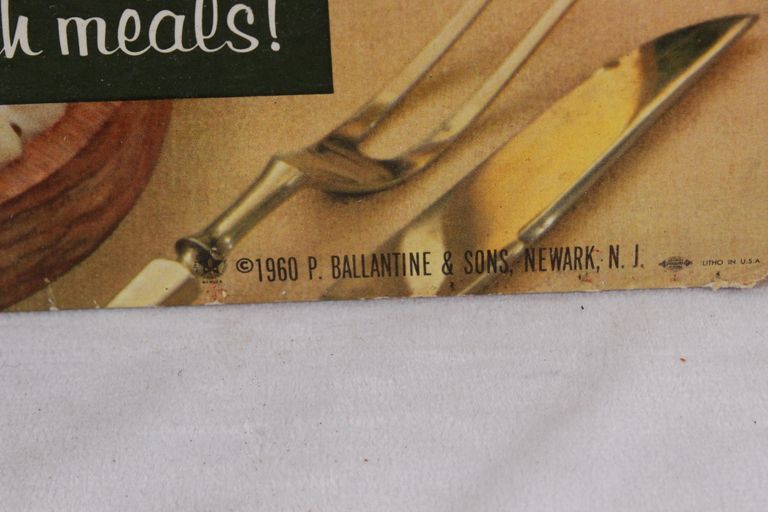 h meals!
©1960 P. BALLANTINE & SONS, NEWARK, N. J.
LITHO IN U.S.A.